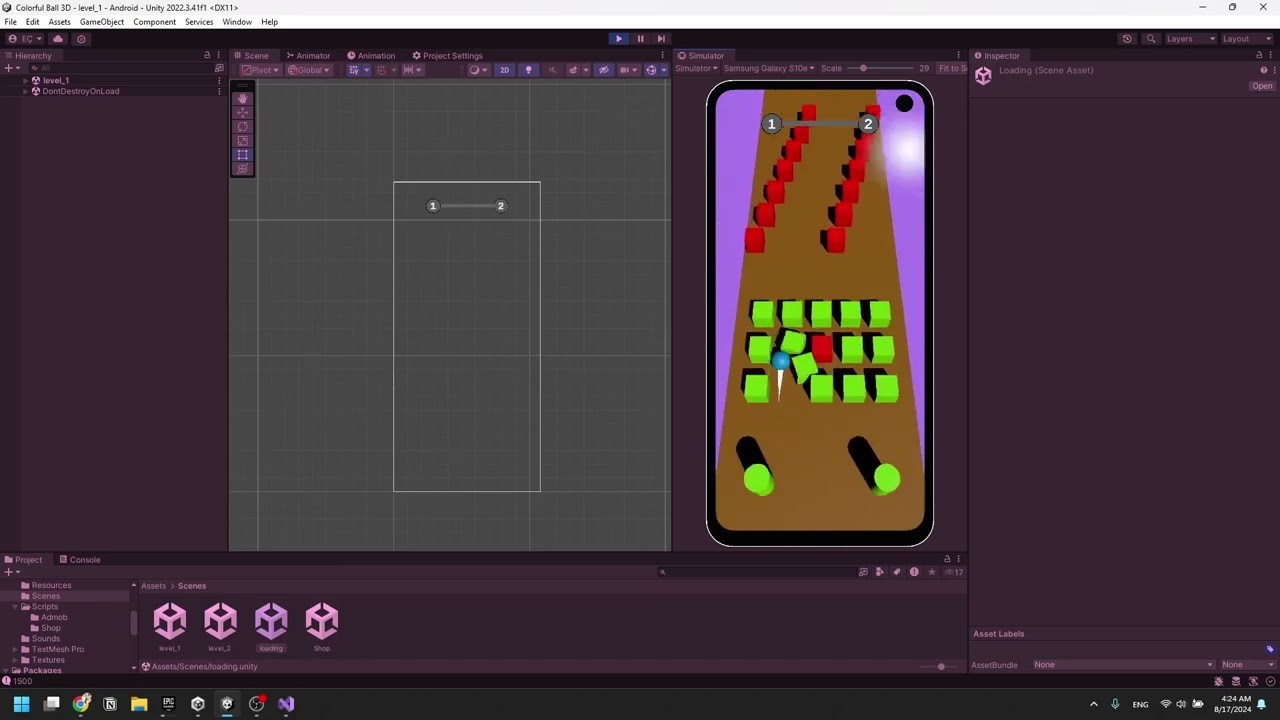 Colorful Ball 3D - level_1 - Android - Unity 2022.3.41f1 <DX11>
File Edit Assets GameObject Component Services Window Help
EÇ Layers Layout
Hierarchy Scene Animator Animation Project Settings Simulator Inspector
All Pivot Global 2D Simulator Samsung Galaxy S10e Scale 29 Fit to S
Loading (Scene Asset)
Open
level_1
DontDestroyOnLoad
1 2
1 2
Project Console
Resources
Scenes
Scripts
Admob
Shop
Sounds
TextMesh Pro
Textures
Packages
Assets > Scenes
17
level_1 level_2 loading Shop
Assets/Scenes/loading.unity
Asset Labels
AssetBundle None None
1500
ENG 4:24 AM
8/17/2024